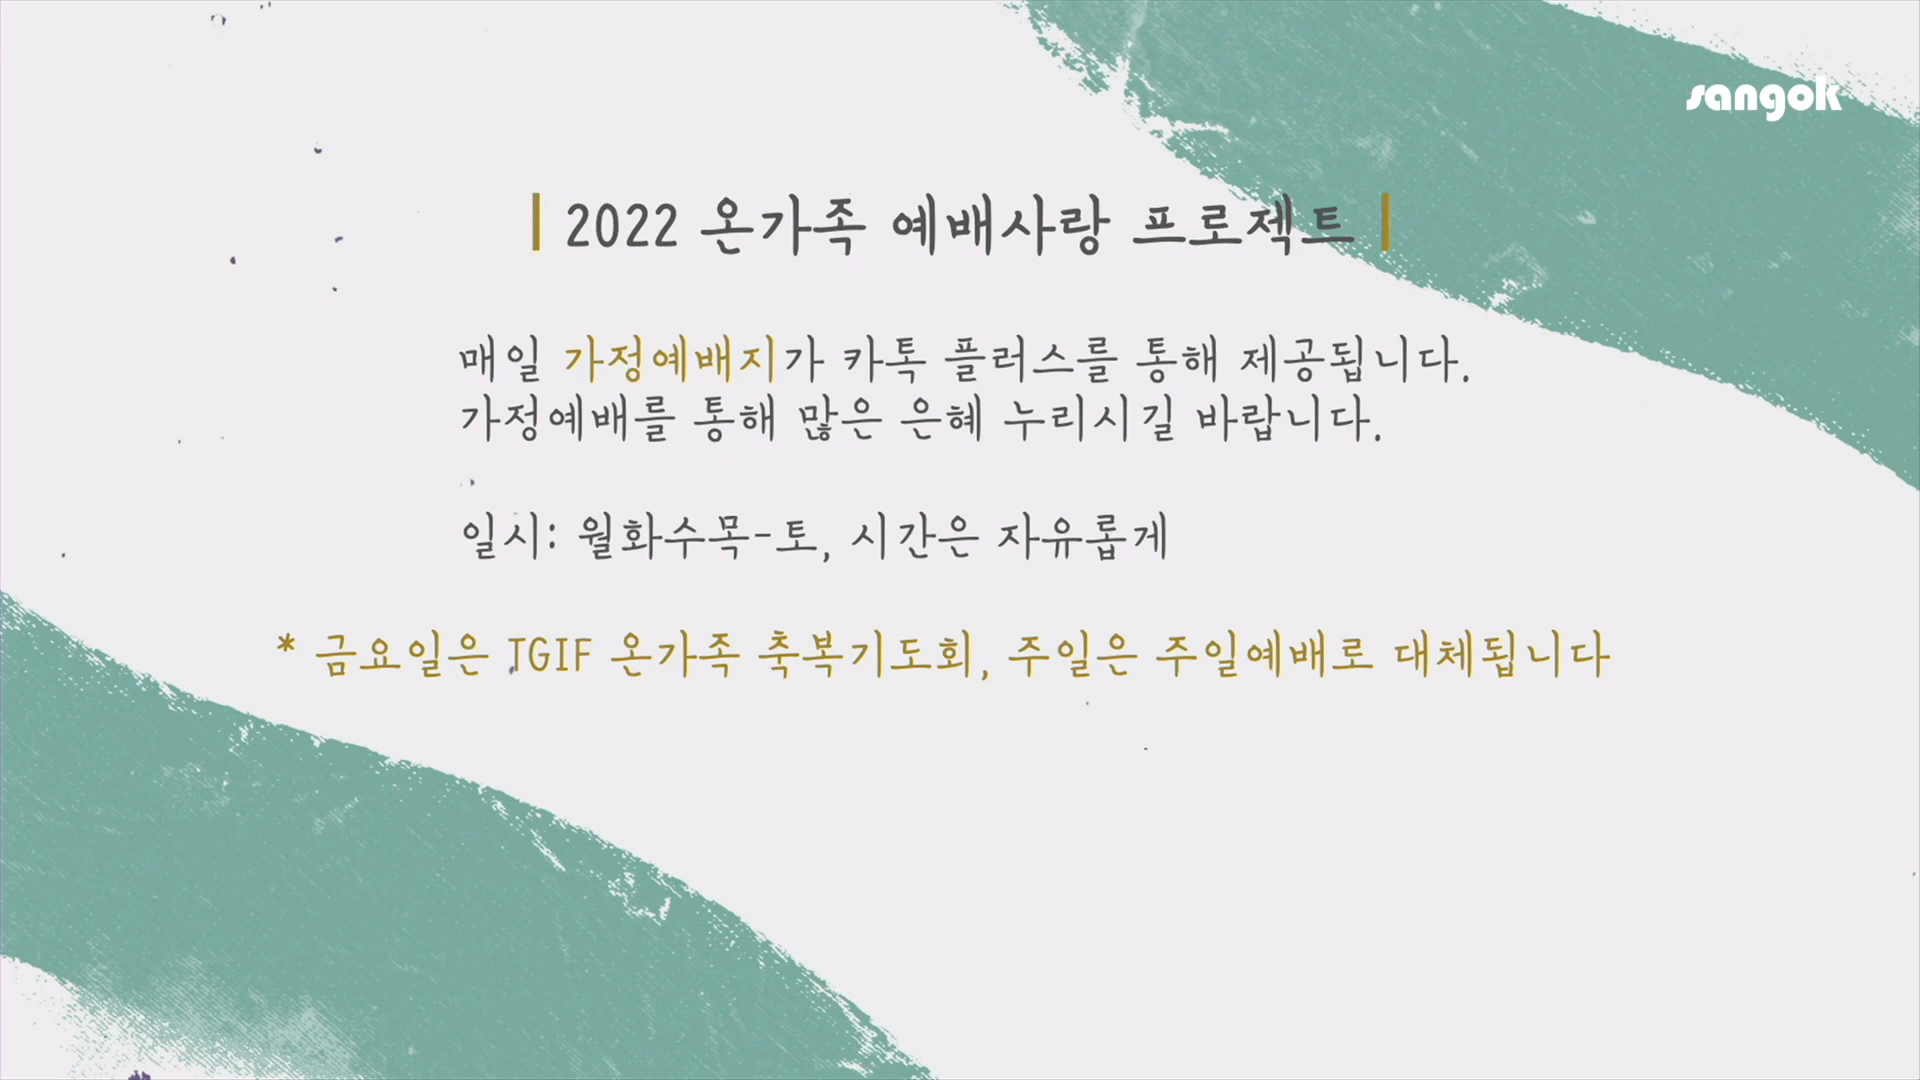 sangok
| 2022 온가족 예배사랑 프로젝트 |
매일 가정예배지가 카톡 플러스를 통해 제공됩니다.
가정예배를 통해 많은 은혜 누리시길 바랍니다.
일시: 월화수목-토, 시간은 자유롭게
* 금요일은 TGIF 온가족 축복기도회, 주일은 주일예배로 대체됩니다